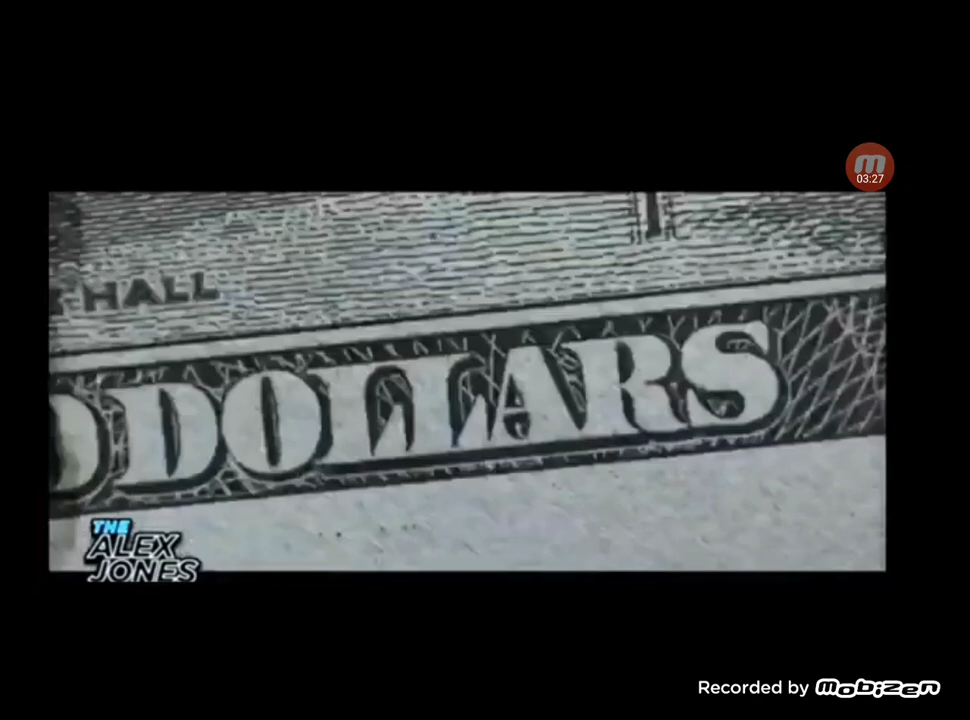 03:27
HALL
DOLLARS
THE
ALEX
JONES
Recorded by mobizen